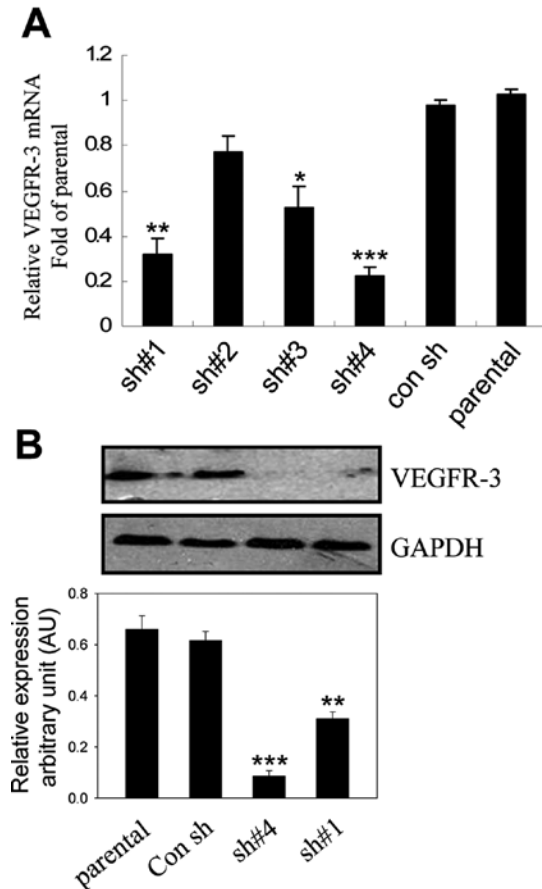 A
Relative VEGFR-3 mRNA
Fold of parental
1.2
1
0.8
0.6
0.4
0.2
0
**
*
***
sh#1
sh#2
sh#3
sh#4
con sh
parental
B
VEGFR-3
GAPDH
Relative expression
arbitrary unit (AU)
0.8
0.6
0.4
0.2
0.0
***
**
parental
Con sh
sh#4
sh#1